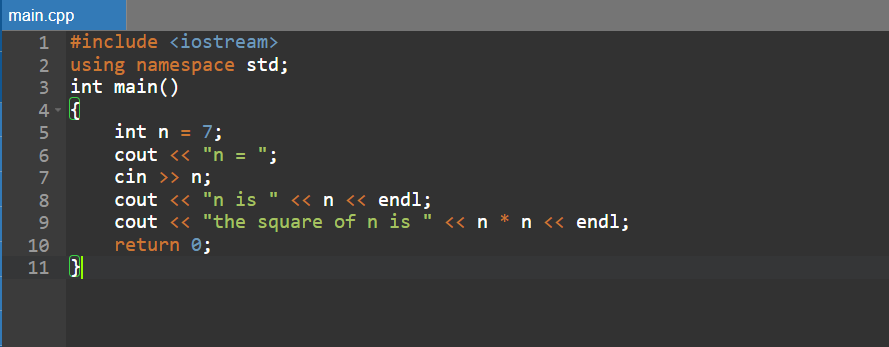 main.cpp
1 #include <iostream>
2 using namespace std;
3 int main()
4 {
5     int n = 7;
6     cout << "n = ";
7     cin >> n;
8     cout << "n is " << n << endl;
9     cout << "the square of n is " << n * n << endl;
10     return 0;
11 }